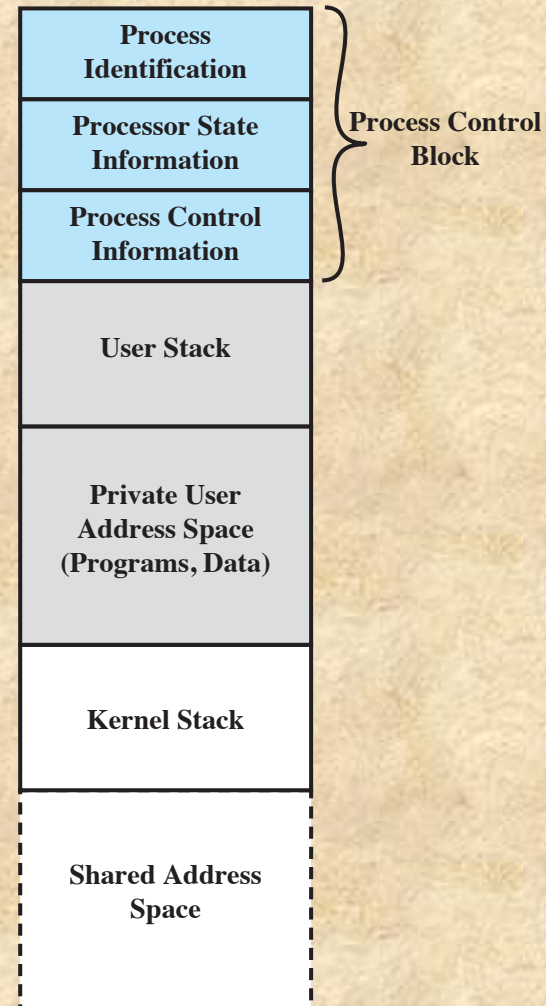 Process
Identification
Processor State
Information
Process Control
Information
Process Control
Block
User Stack
Private User
Address Space
(Programs, Data)
Kernel Stack
Shared Address
Space